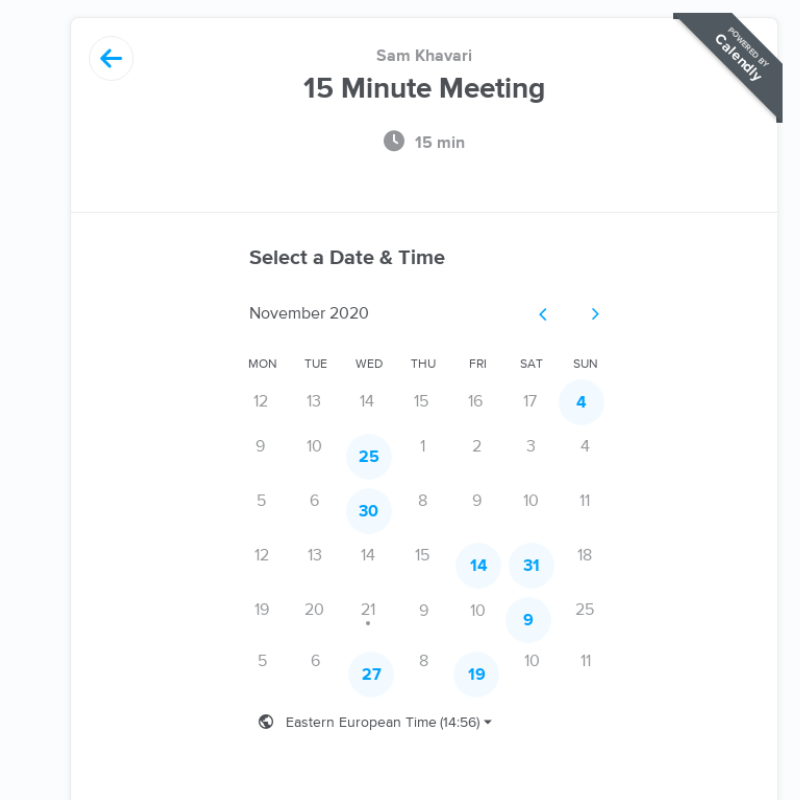 POWERED BY
Calendly
Sam Khavari
15 Minute Meeting
15 min
Select a Date & Time
November 2020
MON TUE WED THU FRI SAT SUN
12 13 14 15 16 17 4
9 10 25 1 2 3 4
5 6 30 8 9 10 11
12 13 14 15 14 31 18
19 20 21 9 10 9 25
5 6 27 8 19 10 11
Eastern European Time (14:56)